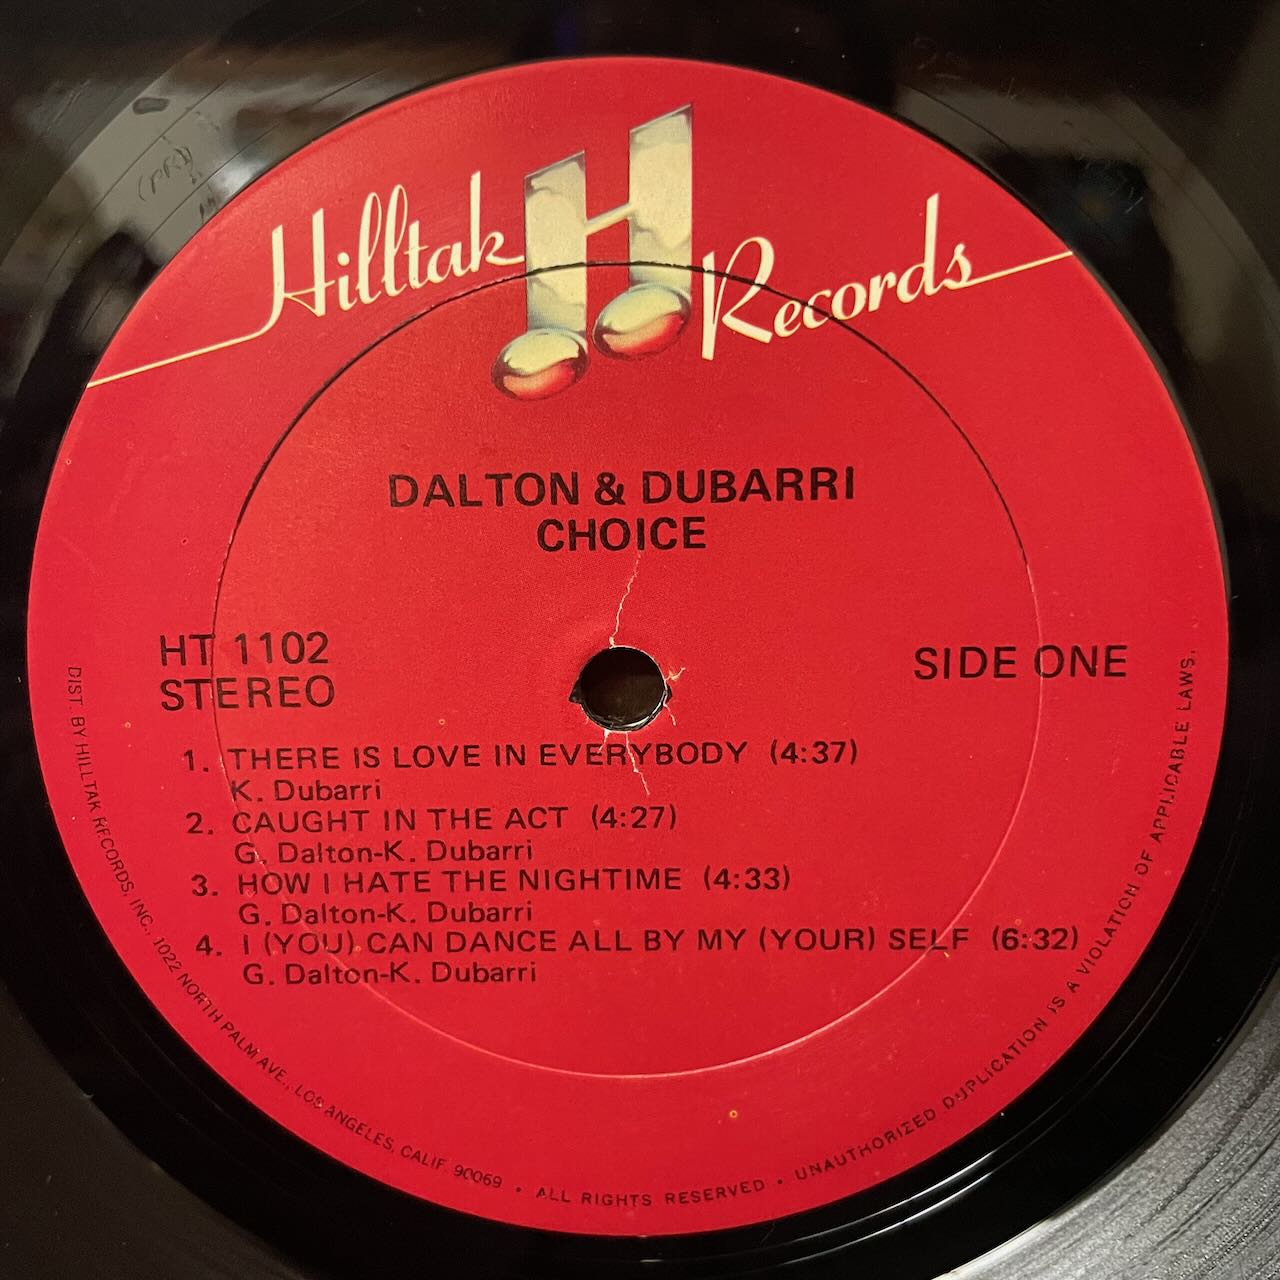 Hilltak Records
DALTON & DUBARRI
CHOICE
HT 1102
STEREO
SIDE ONE
1. THERE IS LOVE IN EVERYBODY (4:37)
K. Dubarri
2. CAUGHT IN THE ACT (4:27)
G. Dalton-K. Dubarri
3. HOW I HATE THE NIGHTIME (4:33)
G. Dalton-K. Dubarri
4. I (YOU) CAN DANCE ALL BY MY (YOUR) SELF (6:32)
G. Dalton-K. Dubarri
DIST. BY HILLTAK RECORDS, INC., 1022 NORTH PALM AVE., LOS ANGELES, CALIF. 90069 • ALL RIGHTS RESERVED • UNAUTHORIZED DUPLICATION IS A VIOLATION OF APPLICABLE LAWS.